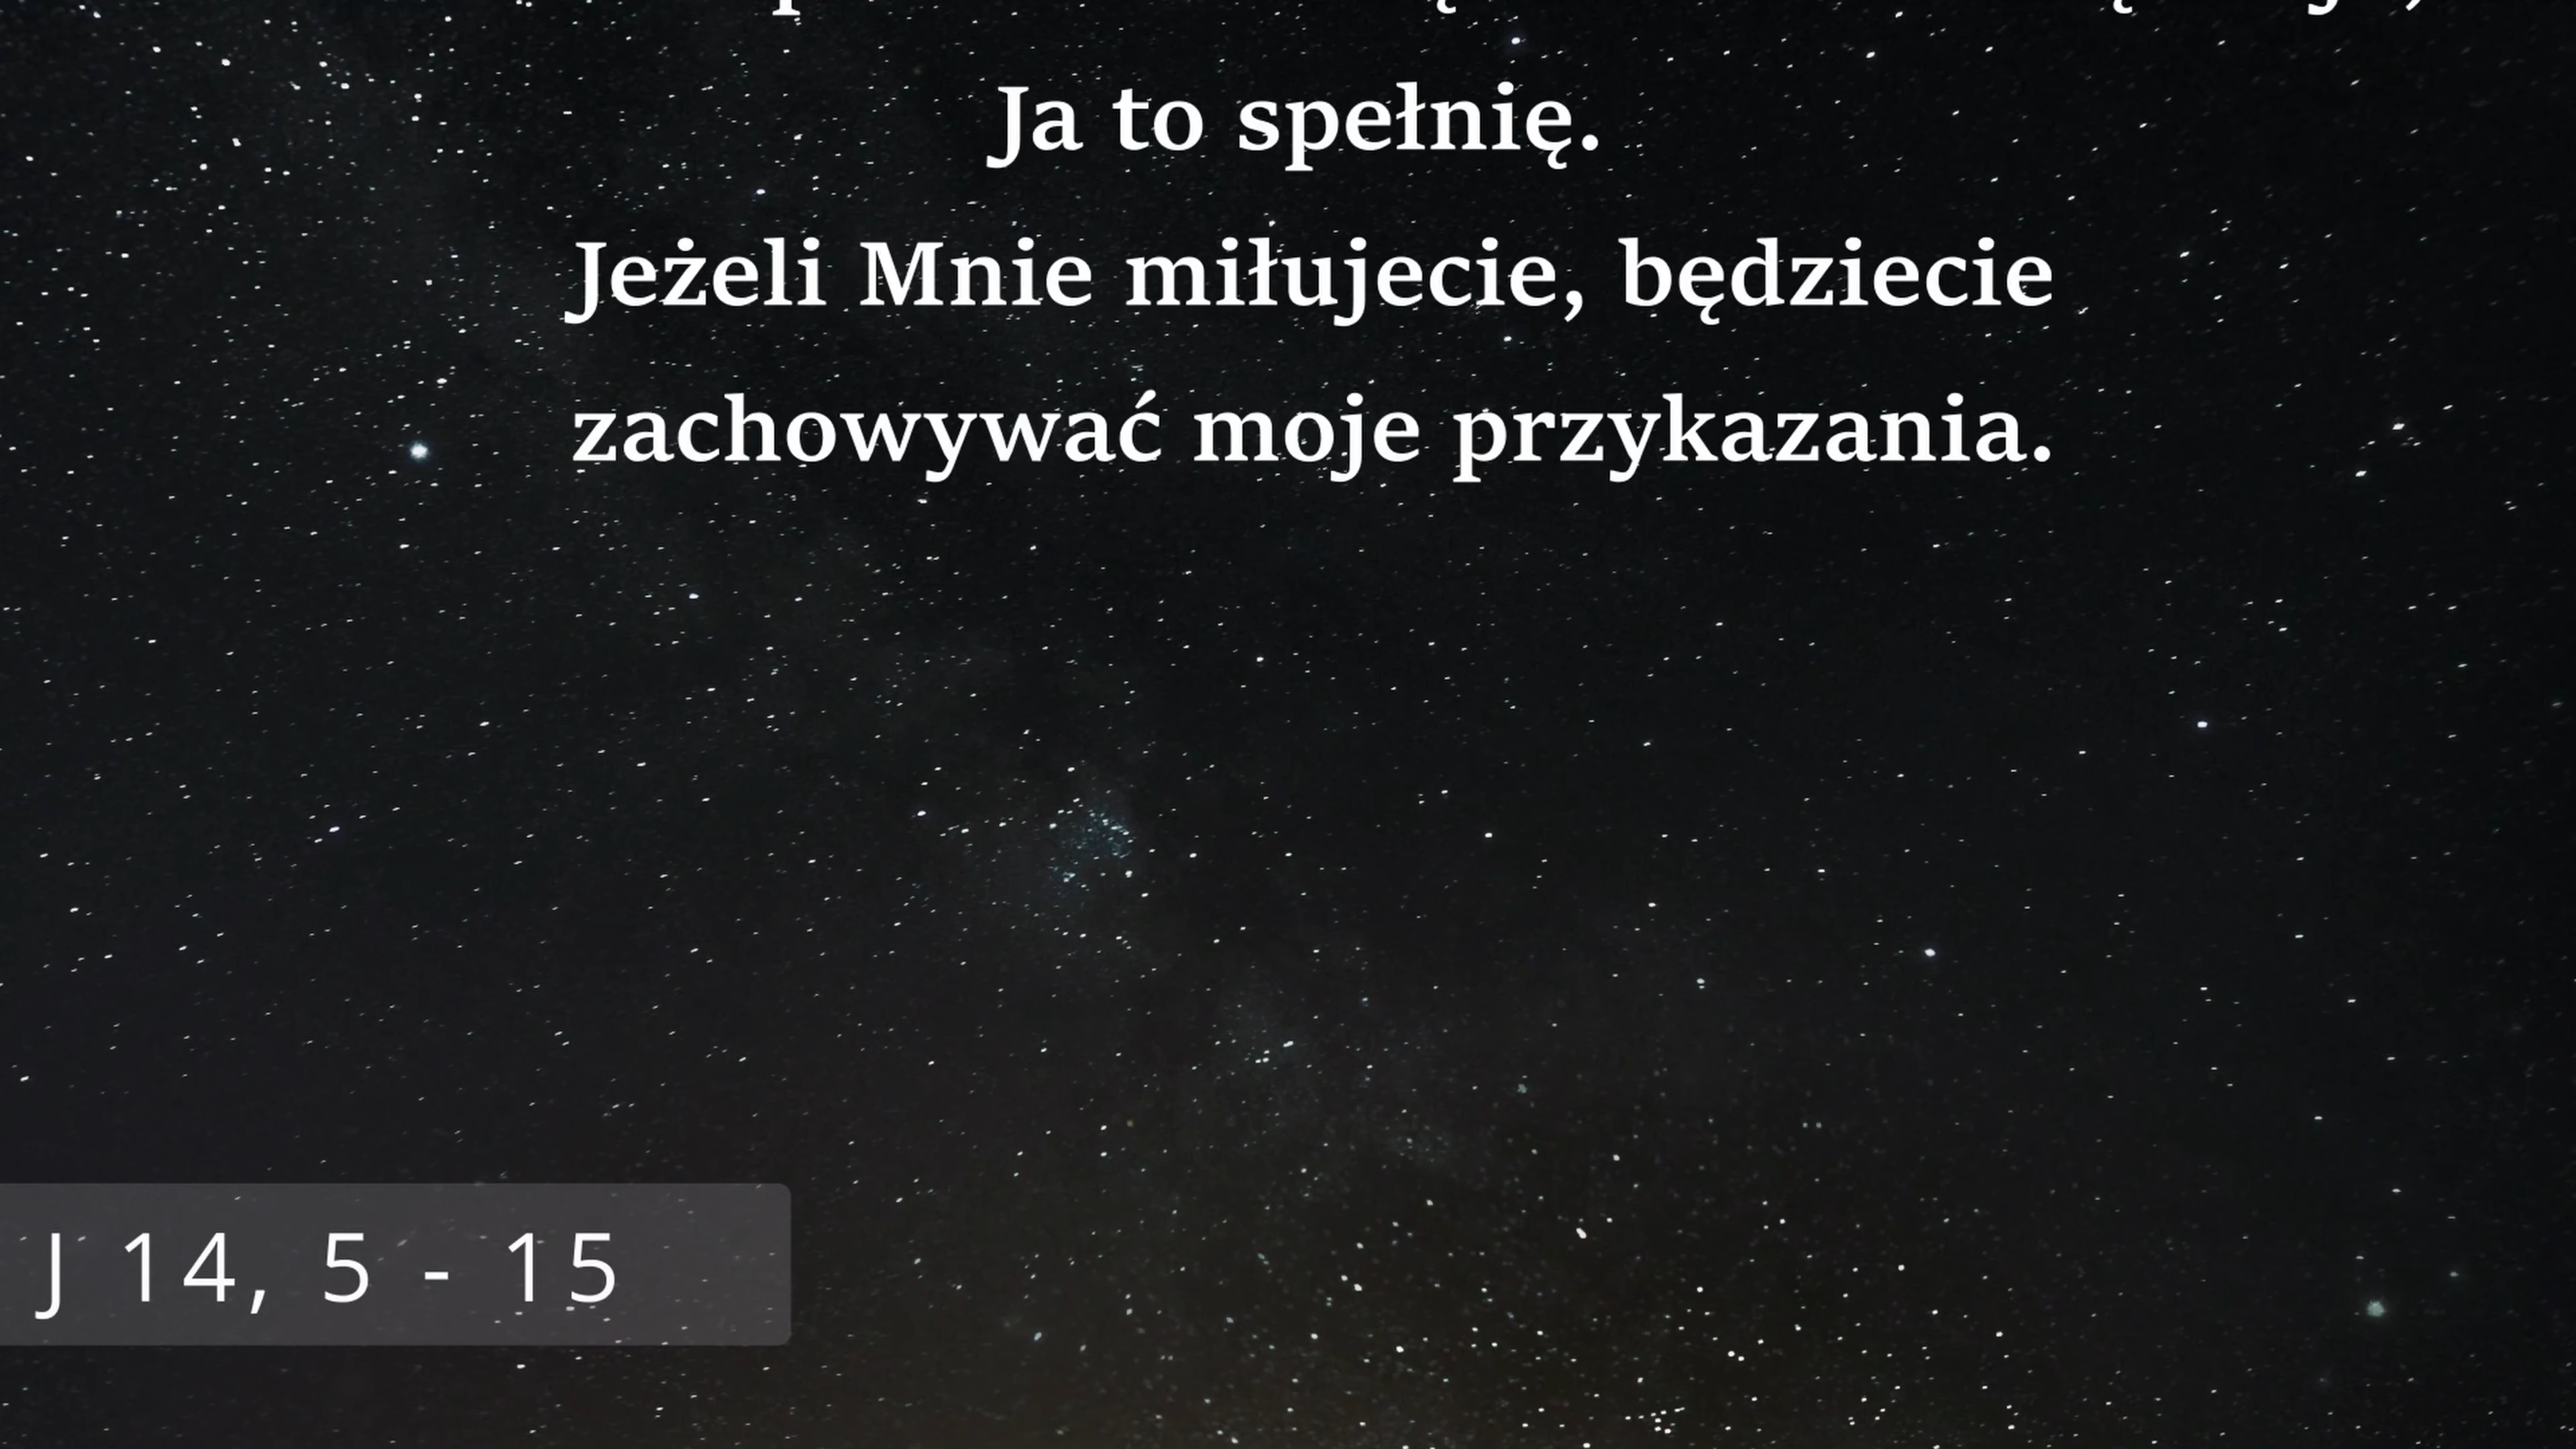 Ja to spełnię.
Jeżeli Mnie miłujecie, będziecie
zachowywać moje przykazania.
J 14, 5 - 15